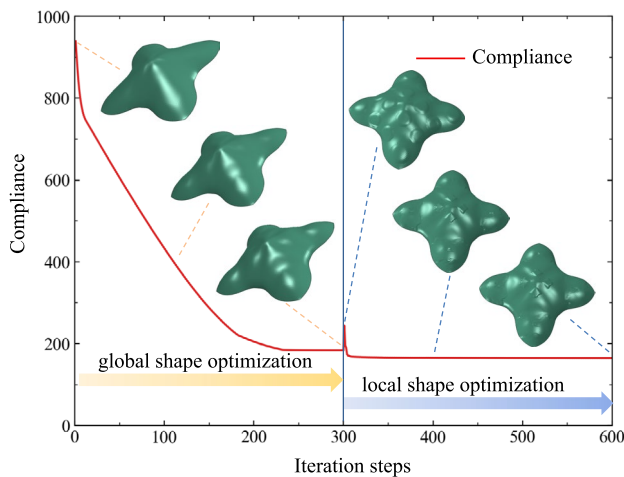 1000
800
600
400
200
0
Compliance
Compliance
global shape optimization
local shape optimization
0
100
200
300
400
500
600
Iteration steps